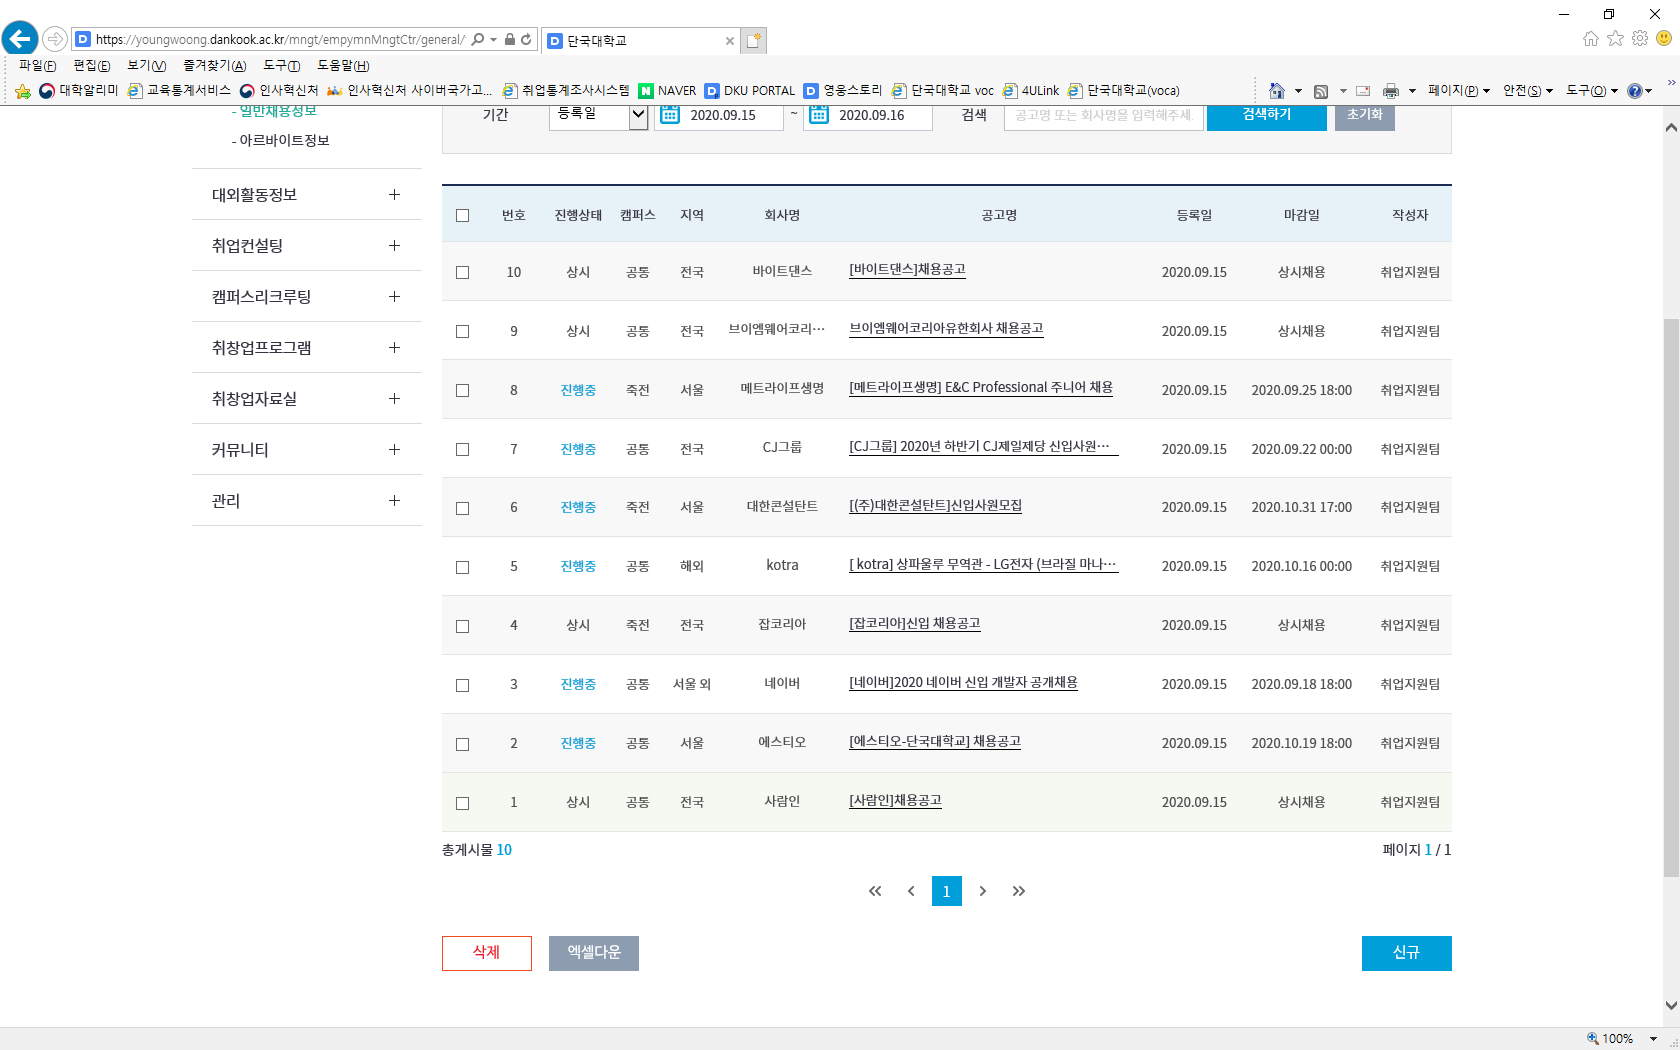 https://youngwoong.dankook.ac.kr/mngt/empymnMngtCtr/general/
단국대학교
파일(F) 편집(E) 보기(V) 즐겨찾기(A) 도구(T) 도움말(H)
대학알리미 교육통계서비스 인사혁신처 인사혁신처 사이버국가고... 취업통계조사시스템 NAVER DKU PORTAL 영웅스토리 단국대학교 voc 4ULink 단국대학교(voca) 페이지(P) 안전(S) 도구(O)
- 일반채용정보
- 아르바이트정보
대외활동정보
취업컨설팅
캠퍼스리크루팅
취창업프로그램
취창업자료실
커뮤니티
관리
기간 등록일 2020.09.15 ~ 2020.09.16 검색 공고명 또는 회사명을 입력해주세요. 검색하기 초기화
번호 진행상태 캠퍼스 지역 회사명 공고명 등록일 마감일 작성자
10 상시 공통 전국 바이트댄스 [바이트댄스]채용공고 2020.09.15 상시채용 취업지원팀
9 상시 공통 전국 브이엠웨어코리… 브이엠웨어코리아유한회사 채용공고 2020.09.15 상시채용 취업지원팀
8 진행중 죽전 서울 메트라이프생명 [메트라이프생명] E&C Professional 주니어 채용 2020.09.15 2020.09.25 18:00 취업지원팀
7 진행중 공통 전국 CJ그룹 [CJ그룹] 2020년 하반기 CJ제일제당 신입사원… 2020.09.15 2020.09.22 00:00 취업지원팀
6 진행중 죽전 서울 대한콘설탄트 [(주)대한콘설탄트]신입사원모집 2020.09.15 2020.10.31 17:00 취업지원팀
5 진행중 공통 해외 kotra [ kotra] 상파울루 무역관 - LG전자 (브라질 마나… 2020.09.15 2020.10.16 00:00 취업지원팀
4 상시 죽전 전국 잡코리아 [잡코리아]신입 채용공고 2020.09.15 상시채용 취업지원팀
3 진행중 공통 서울 외 네이버 [네이버]2020 네이버 신입 개발자 공개채용 2020.09.15 2020.09.18 18:00 취업지원팀
2 진행중 공통 서울 에스티오 [에스티오-단국대학교] 채용공고 2020.09.15 2020.10.19 18:00 취업지원팀
1 상시 공통 전국 사람인 [사람인]채용공고 2020.09.15 상시채용 취업지원팀
총게시물 10 페이지 1 / 1
1
삭제 엑셀다운 신규
100%